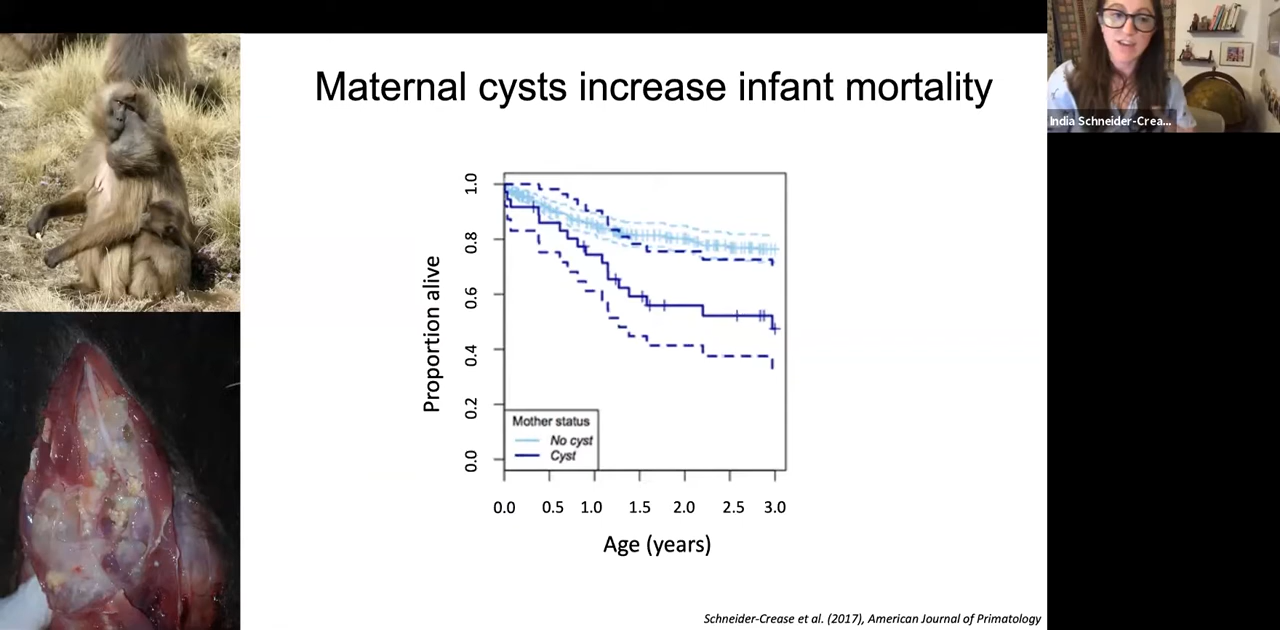 Maternal cysts increase infant mortality
India Schneider-Crea...
Proportion alive
1.0
0.8
0.6
0.4
0.2
0.0
Mother status
No cyst
Cyst
0.0 0.5 1.0 1.5 2.0 2.5 3.0
Age (years)
Schneider-Crease et al. (2017), American Journal of Primatology